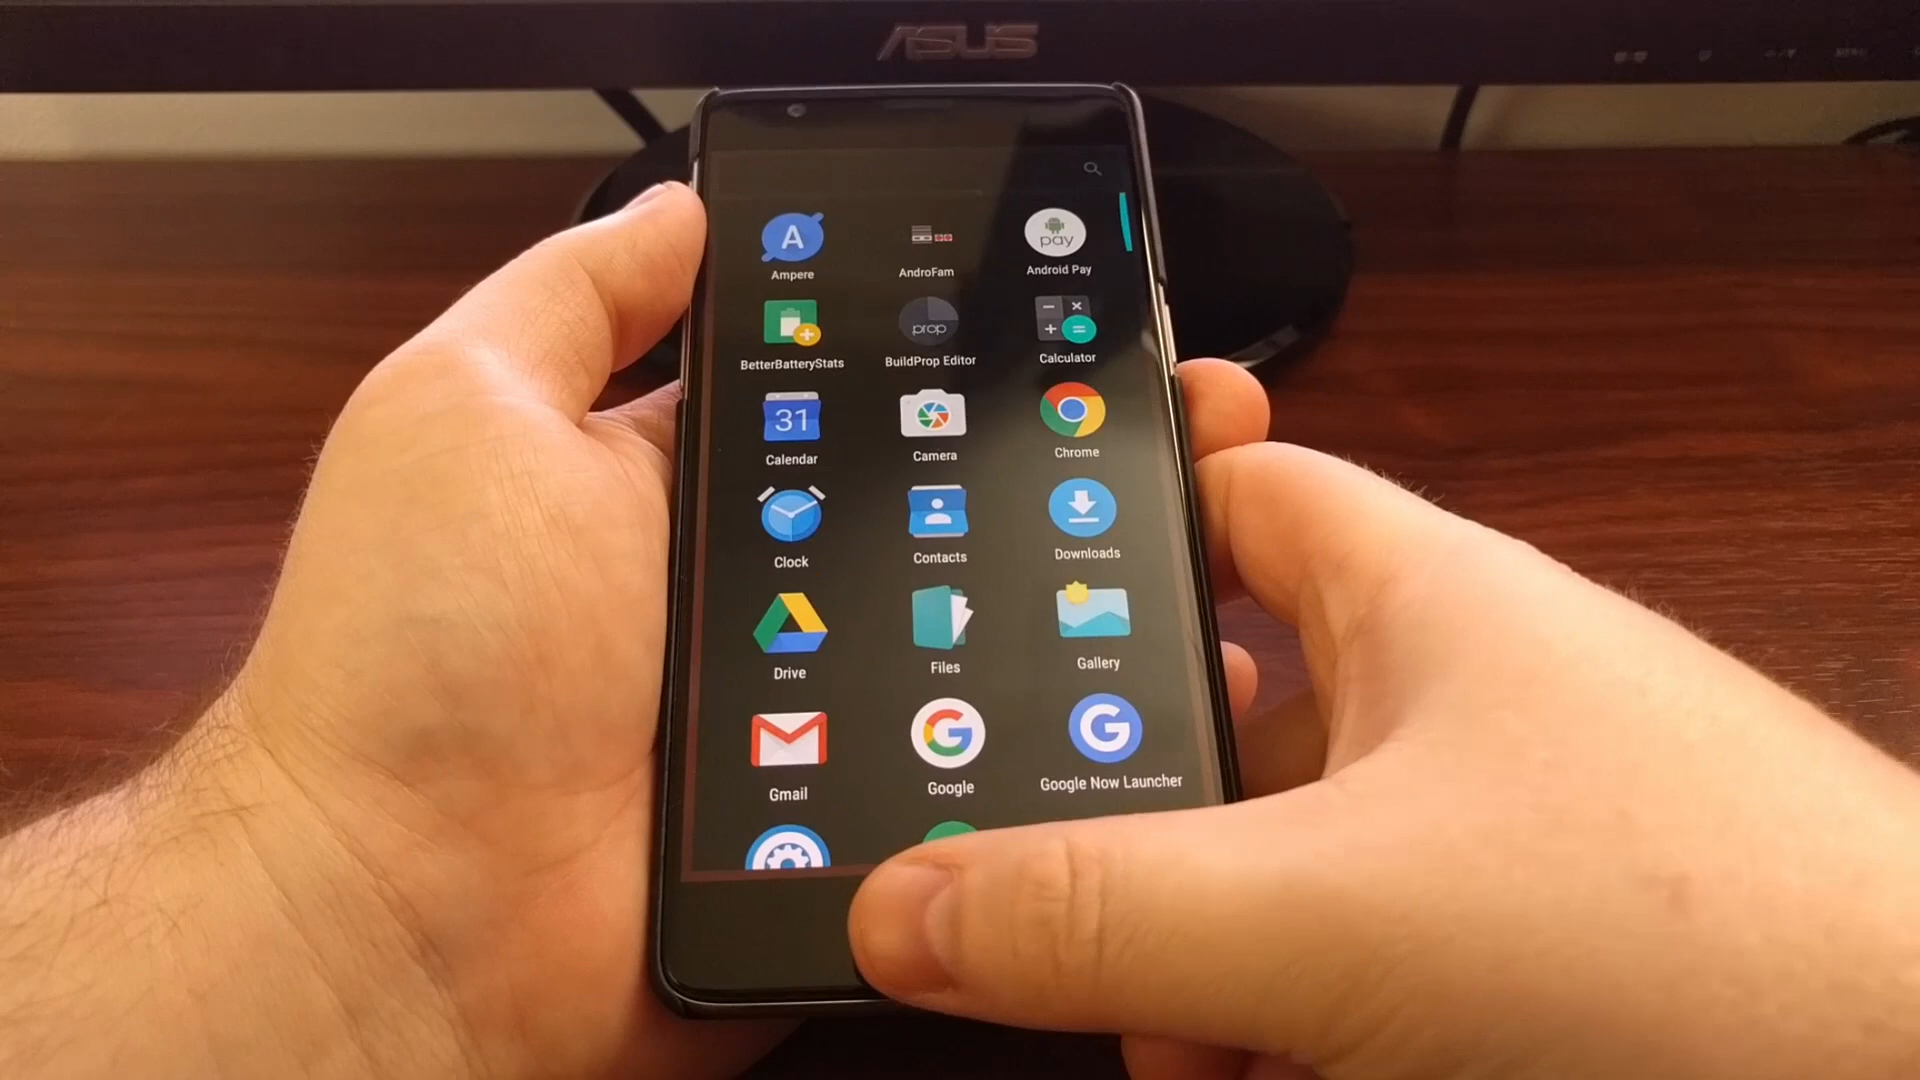 ASUS
MENU
A
Ampere
AndroFam
pay
Android Pay
BetterBatteryStats
prop
BuildProp Editor
Calculator
31
Calendar
Camera
Chrome
Clock
Contacts
Downloads
Drive
Files
Gallery
Gmail
G
Google
G
Google Now Launcher